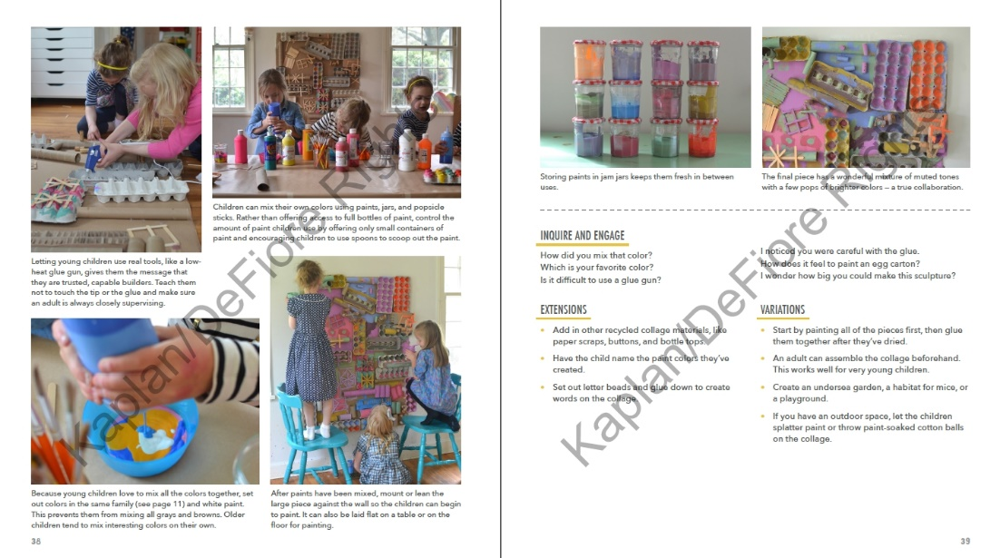 Letting young children use real tools, like a low-
heat glue gun, gives them the message that
they are trusted, capable builders. Teach them
not to touch the tip or the glue and make sure
an adult is always closely supervising.
Children can mix their own colors using paints, jars, and popsicle
sticks. Rather than offering access to full bottles of paint, control the
amount of paint children use by offering only small containers of
paint and encouraging children to use spoons to scoop out the paint.
Because young children love to mix all the colors together, set
out colors in the same family (see page 11) and white paint.
This prevents them from mixing all grays and browns. Older
children tend to mix interesting colors on their own.
After paints have been mixed, mount or lean the
large piece against the wall so the children can begin
to paint. It can also be laid flat on a table or on the
floor for painting.
38
Kaplan/DeFiore Rights
Storing paints in jam jars keeps them fresh in between
uses.
The final piece has a wonderful mixture of muted tones
with a few pops of brighter colors – a true collaboration.
INQUIRE AND ENGAGE
How did you mix that color?
Which is your favorite color?
Is it difficult to use a glue gun?
I noticed you were careful with the glue.
How does it feel to paint an egg carton?
I wonder how big you could make this sculpture?
EXTENSIONS
• Add in other recycled collage materials, like
paper scraps, buttons, and bottle tops.
• Have the child name the paint colors they've
created.
• Set out letter beads and glue down to create
words on the collage.
VARIATIONS
• Start by painting all of the pieces first, then glue
them together after they've dried.
• An adult can assemble the collage beforehand.
This works well for very young children.
• Create an undersea garden, a habitat for mice, or
a playground.
• If you have an outdoor space, let the children
splatter paint or throw paint-soaked cotton balls
on the collage.
39
Kaplan/DeFiore Rights